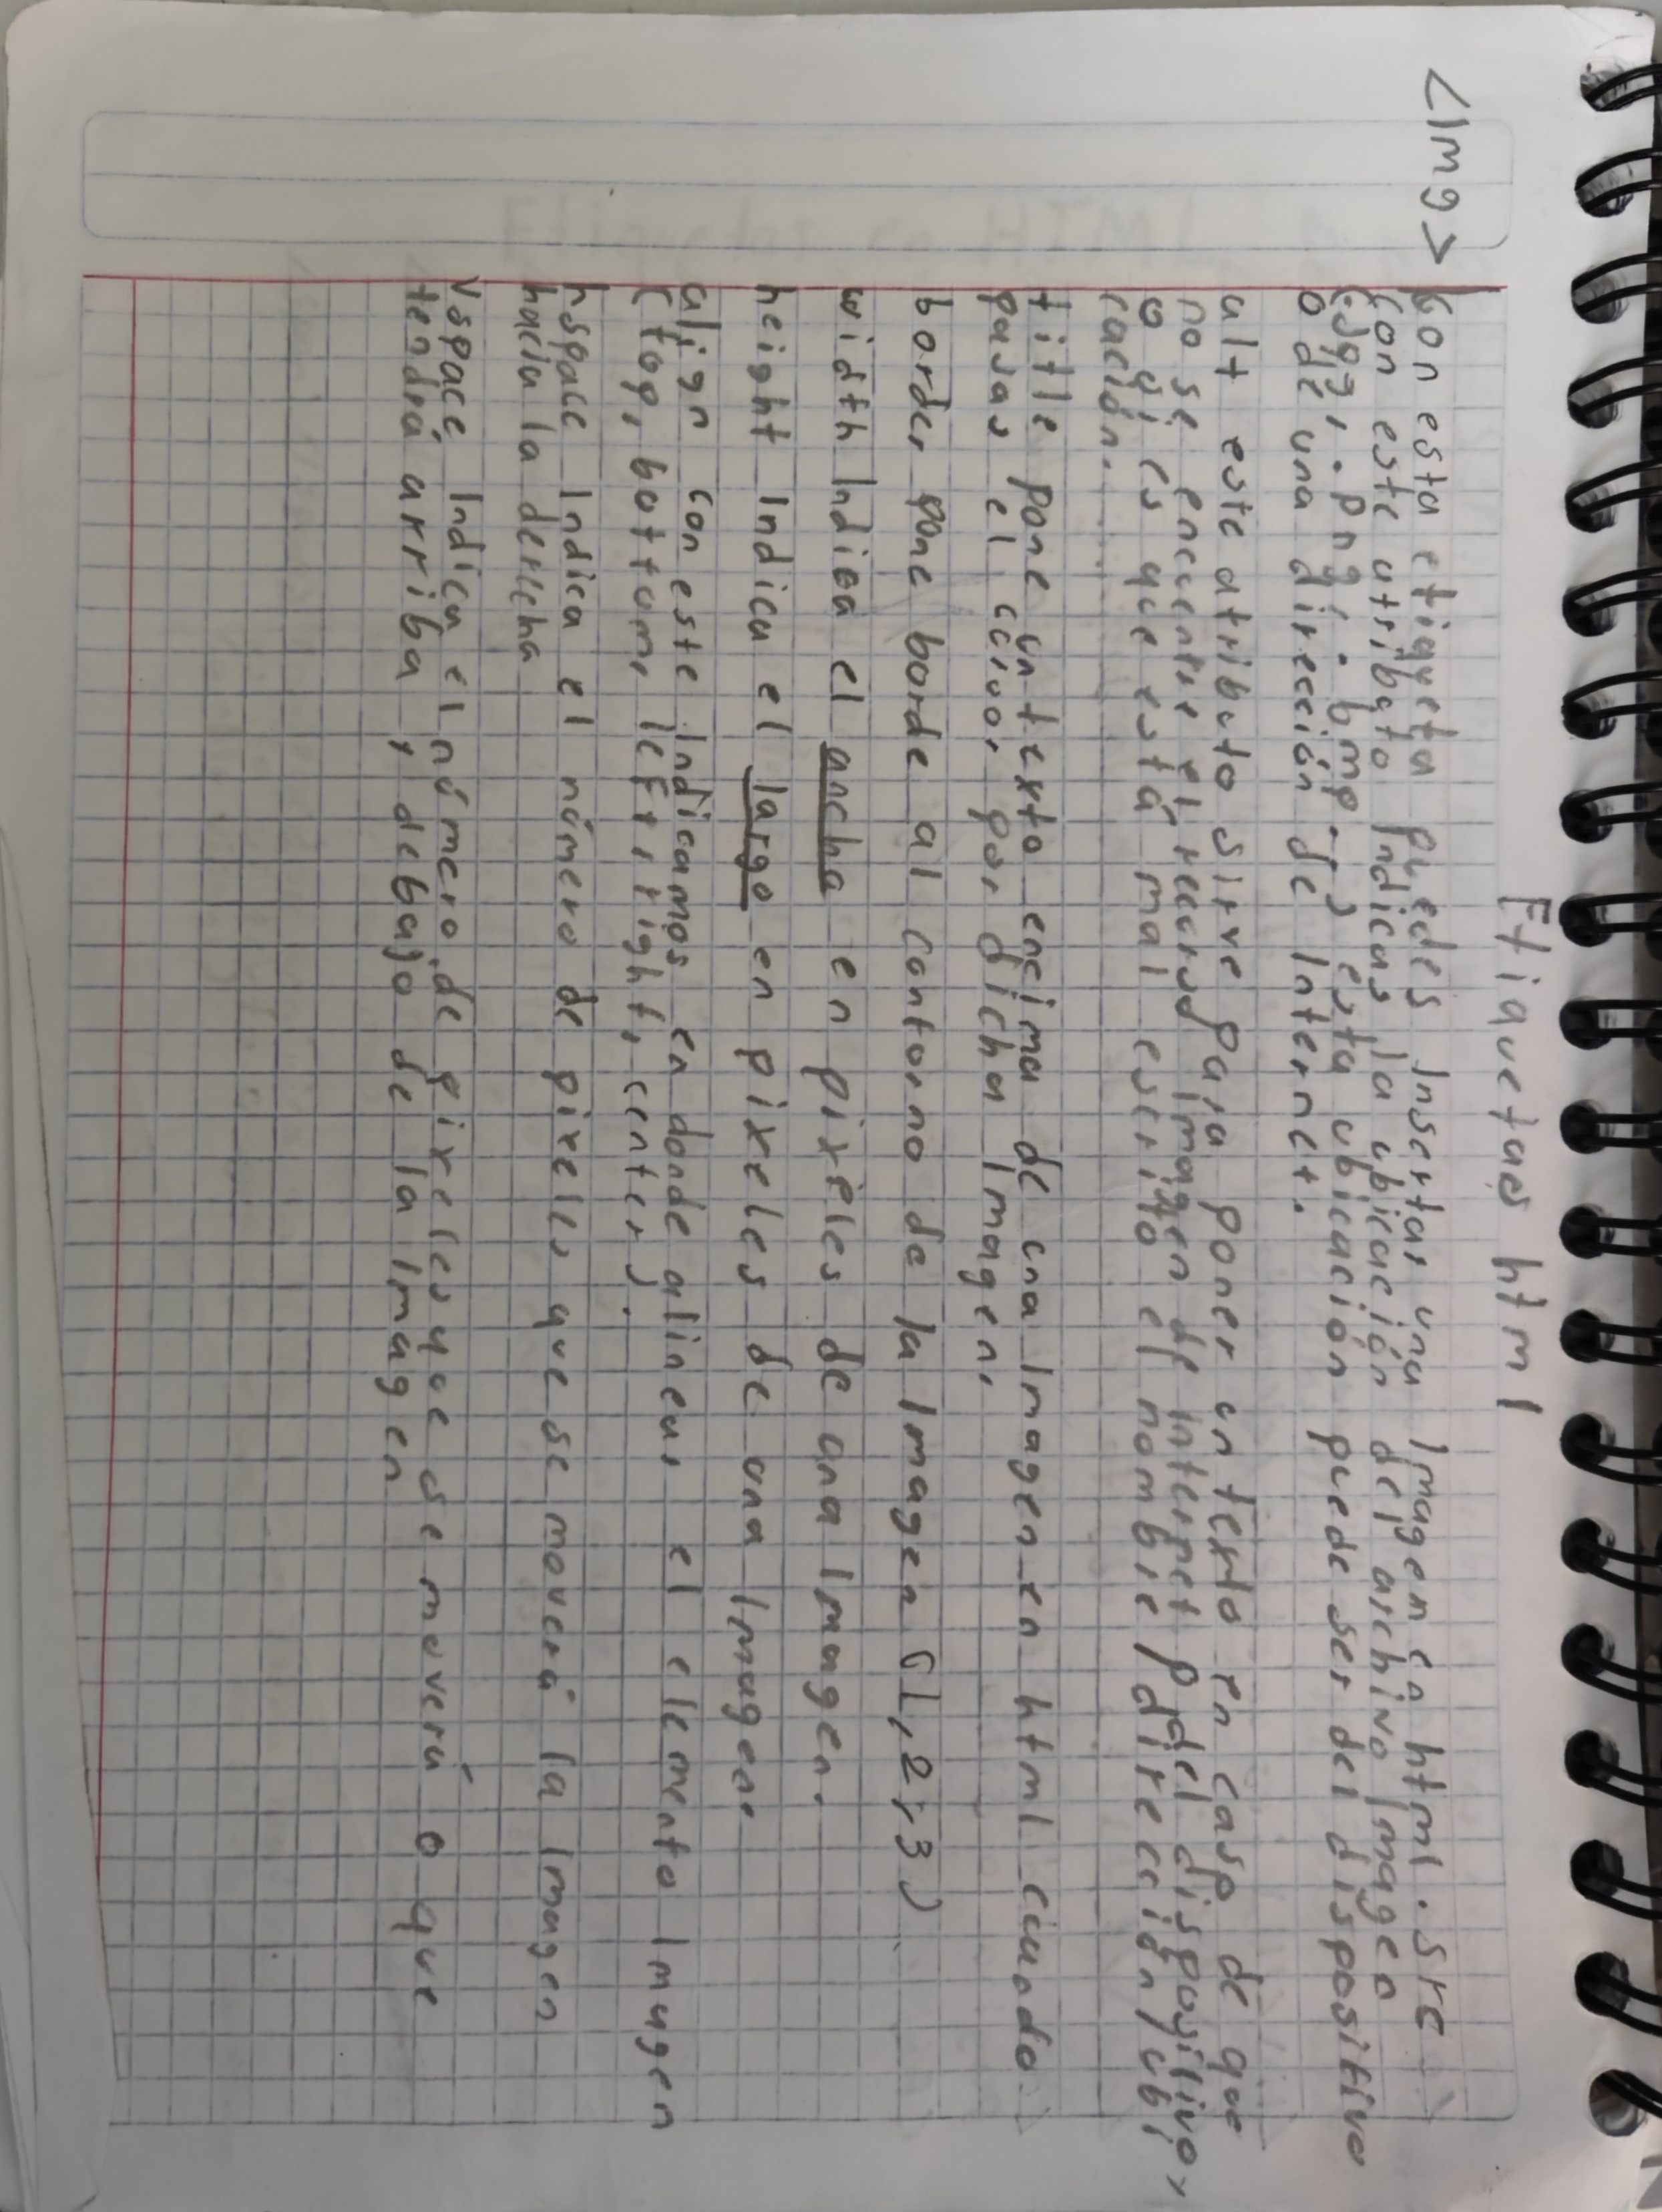 Etiquetas html
<Img> Con esta etiqueta puedes Insertar una Imagen en html. src
Con este atributo Indicas la ubicación del archivo Imagen
(.jpg, .png, .bmp...) esta ubicación puede ser del dispositivo
o de una dirección de Internet.
alt este atributo sirve para poner un texto en caso de que
no se encuentre el recurso Imagen de internet o del dispositivo,
o si es que está mal escrito el nombre/dirección/ubi
cación.
title pone un texto encima de una Imagen en html cuando
pasas el cursor por dicha Imagen.
border pone borde al contorno de la Imagen (1,2,3)
width Indica el ancho en pixeles de una Imagen.
height Indica el largo en pixeles de una Imagen.
align con este Indicamos en donde alinear el elemento Imagen
(top, bottom, left, right, center).
hspace Indica el número de pixeles que se moverá la Imagen
hacia la derecha
vspace Indica el número de pixeles que se moverá o que
tendrá arriba, debajo de la Imagen